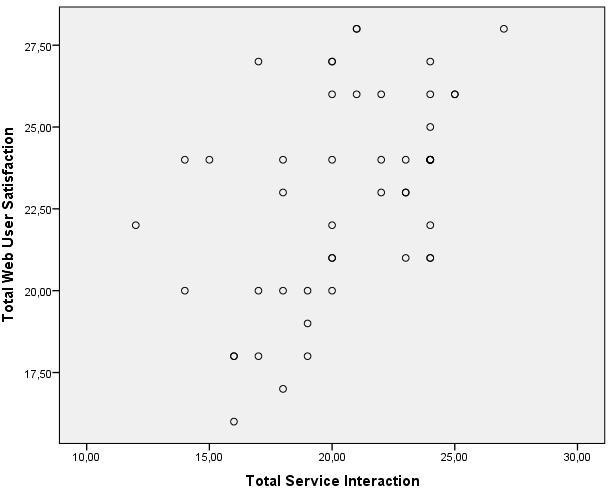 27,50
25,00
22,50
20,00
17,50
Total Web User Satisfaction
10,00 15,00 20,00 25,00 30,00
Total Service Interaction